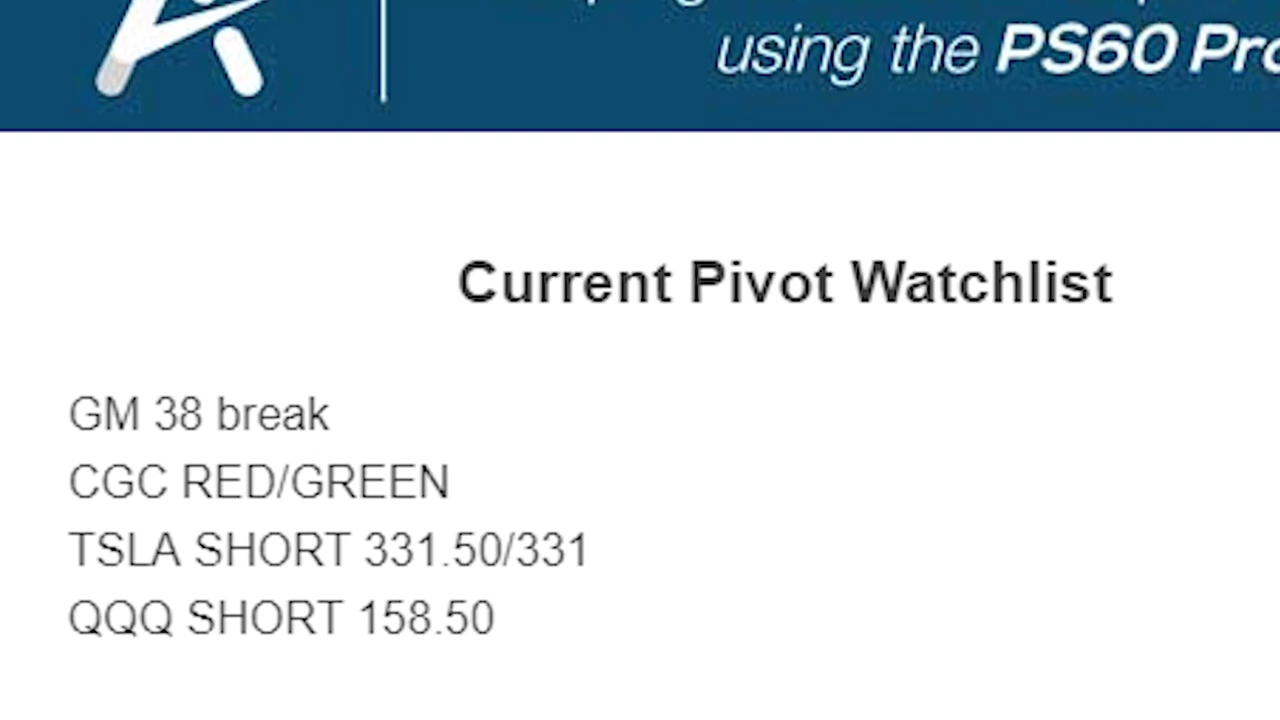 using the PS60
Current Pivot Watchlist
GM 38 break
CGC RED/GREEN
TSLA SHORT 331.50/331
QQQ SHORT 158.50